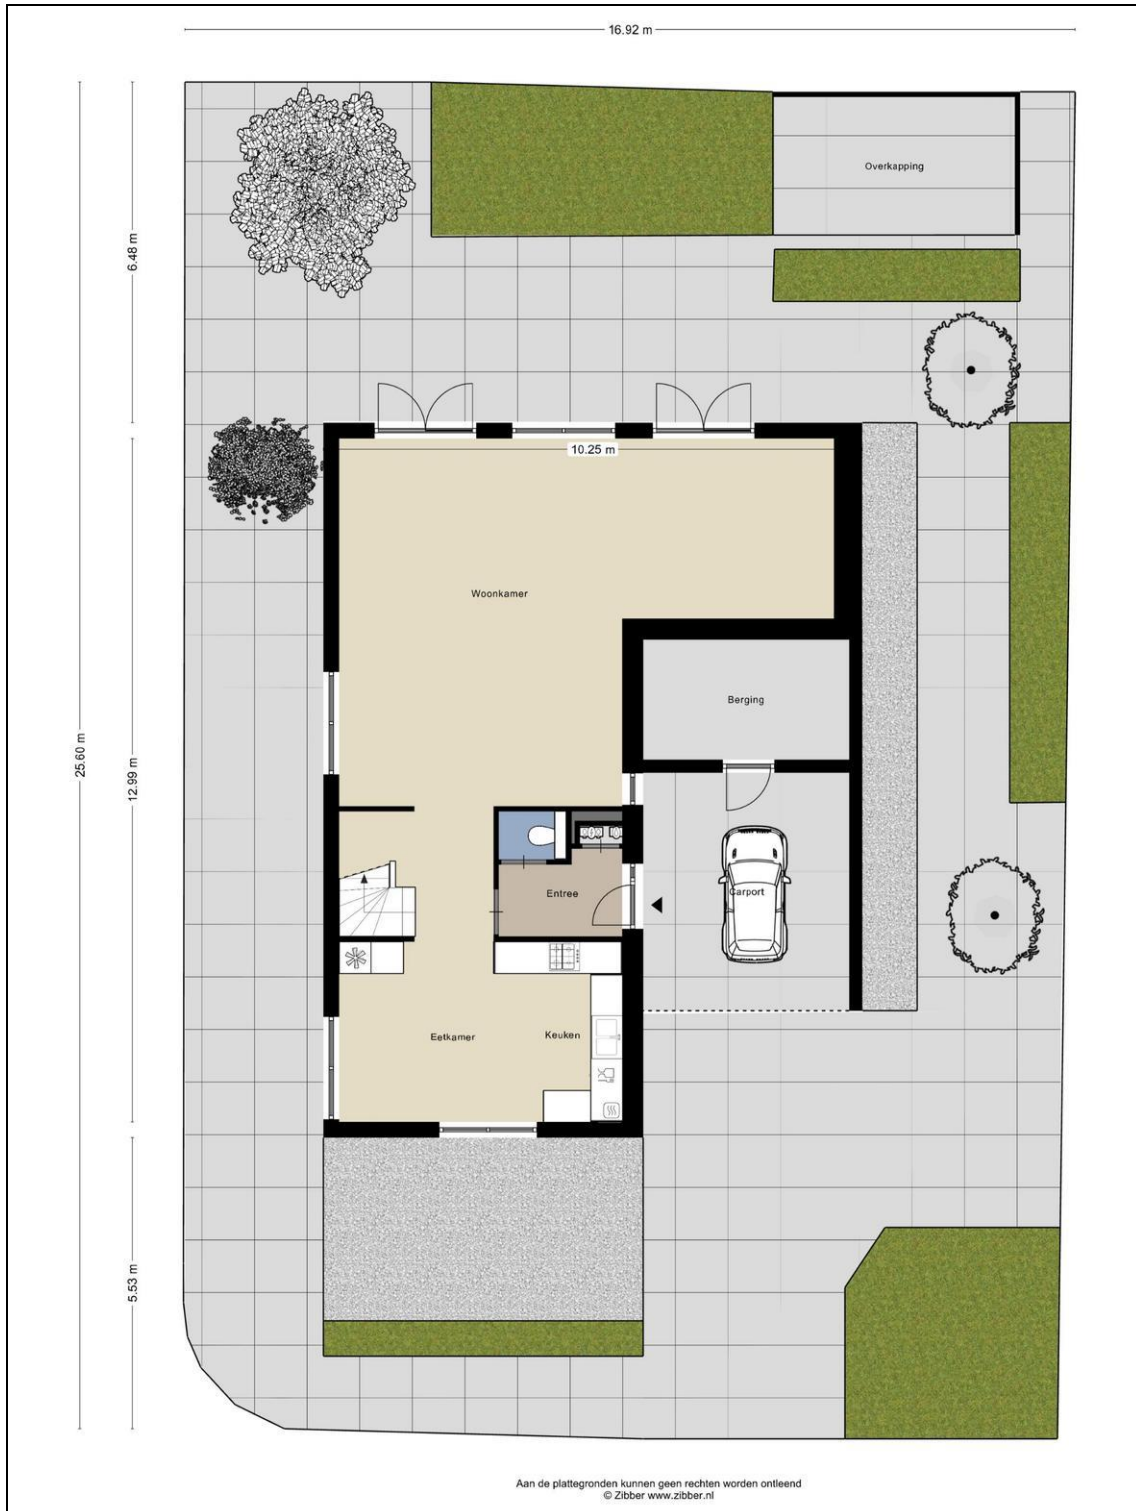 16.92 m
Overkapping
6.48 m
10.25 m
Woonkamer
Berging
25.60 m
12.99 m
Entree
Carport
Eetkamer
Keuken
5.53 m
Aan de plattegronden kunnen geen rechten worden ontleend
© Zibber www.zibber.nl